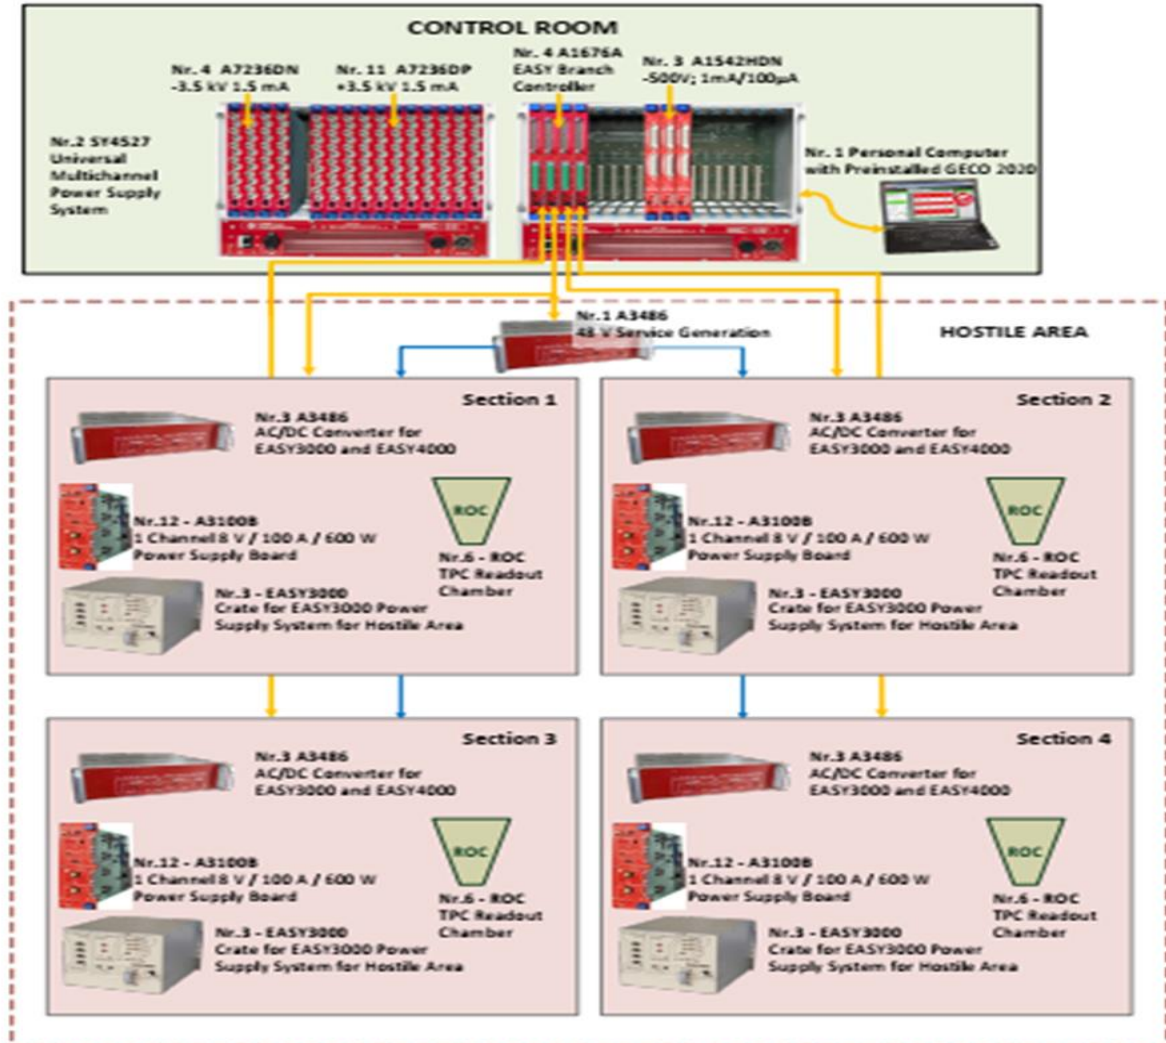 CONTROL ROOM
Nr. 4 A7236DN
-3.5 kV 1.5 mA
Nr. 11 A7236DP
+3.5 kV 1.5 mA
Nr. 4 A1676A
EASY Branch
Controller
Nr. 3 A1542HDN
-500V; 1mA/100µA
Nr.2 SY4527
Universal
Multichannel
Power Supply
System
Nr. 1 Personal Computer
with Preinstalled GECO 2020
Nr.1 A3486
48 V Service Generation
HOSTILE AREA
Section 1
Nr.3 A3486
AC/DC Converter for
EASY3000 and EASY4000
ROC
Nr.12 - A3100B
1 Channel 8 V / 100 A / 600 W
Power Supply Board
Nr.6 - ROC
TPC Readout
Chamber
Nr.3 - EASY3000
Crate for EASY3000 Power
Supply System for Hostile Area
Section 2
Nr.3 A3486
AC/DC Converter for
EASY3000 and EASY4000
ROC
Nr.12 - A3100B
1 Channel 8 V / 100 A / 600 W
Power Supply Board
Nr.6 - ROC
TPC Readout
Chamber
Nr.3 - EASY3000
Crate for EASY3000 Power
Supply System for Hostile Area
Section 3
Nr.3 A3486
AC/DC Converter for
EASY3000 and EASY4000
ROC
Nr.12 - A3100B
1 Channel 8 V / 100 A / 600 W
Power Supply Board
Nr.6 - ROC
TPC Readout
Chamber
Nr.3 - EASY3000
Crate for EASY3000 Power
Supply System for Hostile Area
Section 4
Nr.3 A3486
AC/DC Converter for
EASY3000 and EASY4000
ROC
Nr.12 - A3100B
1 Channel 8 V / 100 A / 600 W
Power Supply Board
Nr.6 - ROC
TPC Readout
Chamber
Nr.3 - EASY3000
Crate for EASY3000 Power
Supply System for Hostile Area